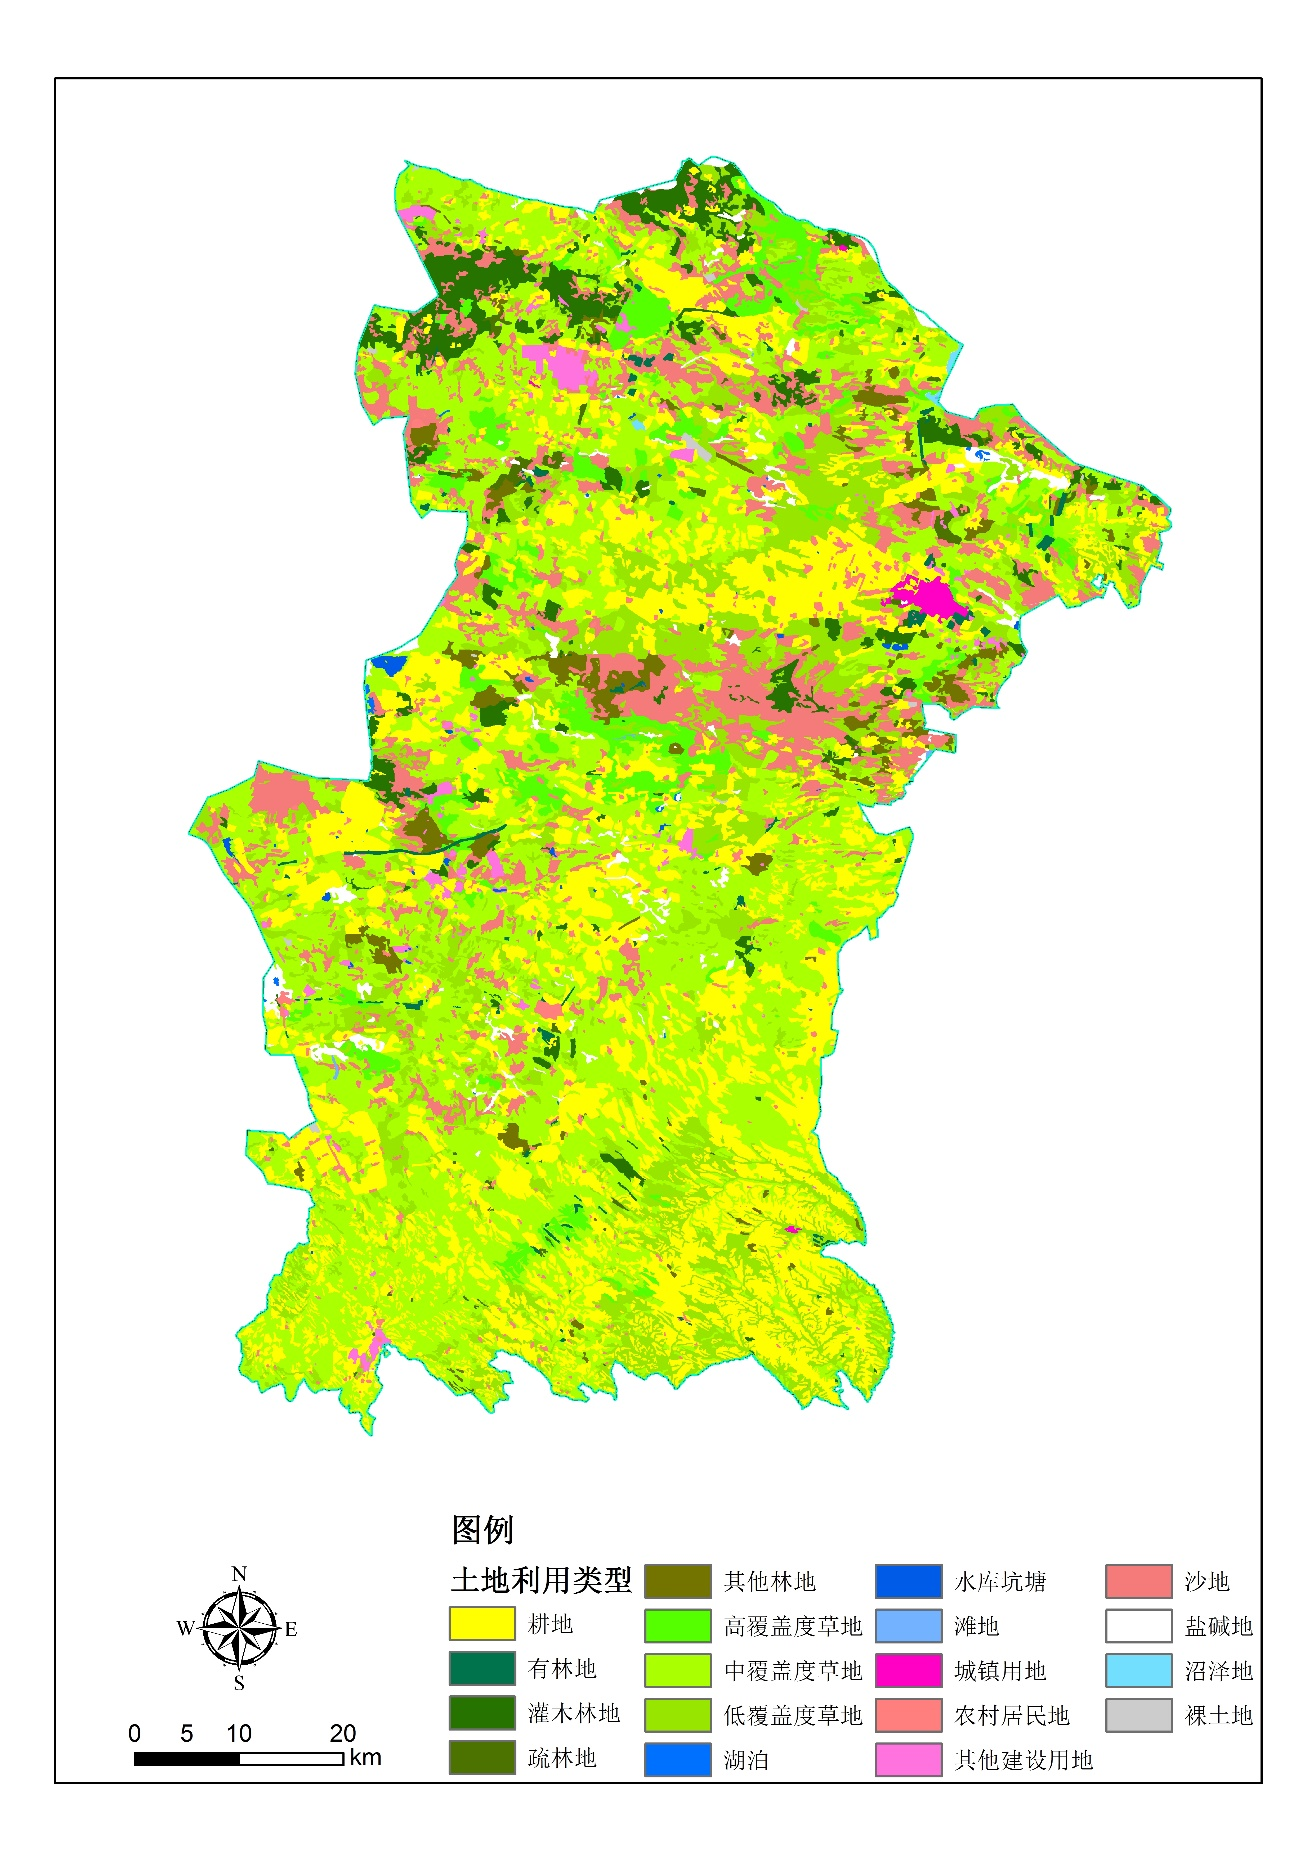 图例
土地利用类型
耕地
有林地
灌木林地
疏林地
其他林地
高覆盖度草地
中覆盖度草地
低覆盖度草地
湖泊
水库坑塘
滩地
城镇用地
农村居民地
其他建设用地
沙地
盐碱地
沼泽地
裸土地
N
W E
S
0 5 10 20
km